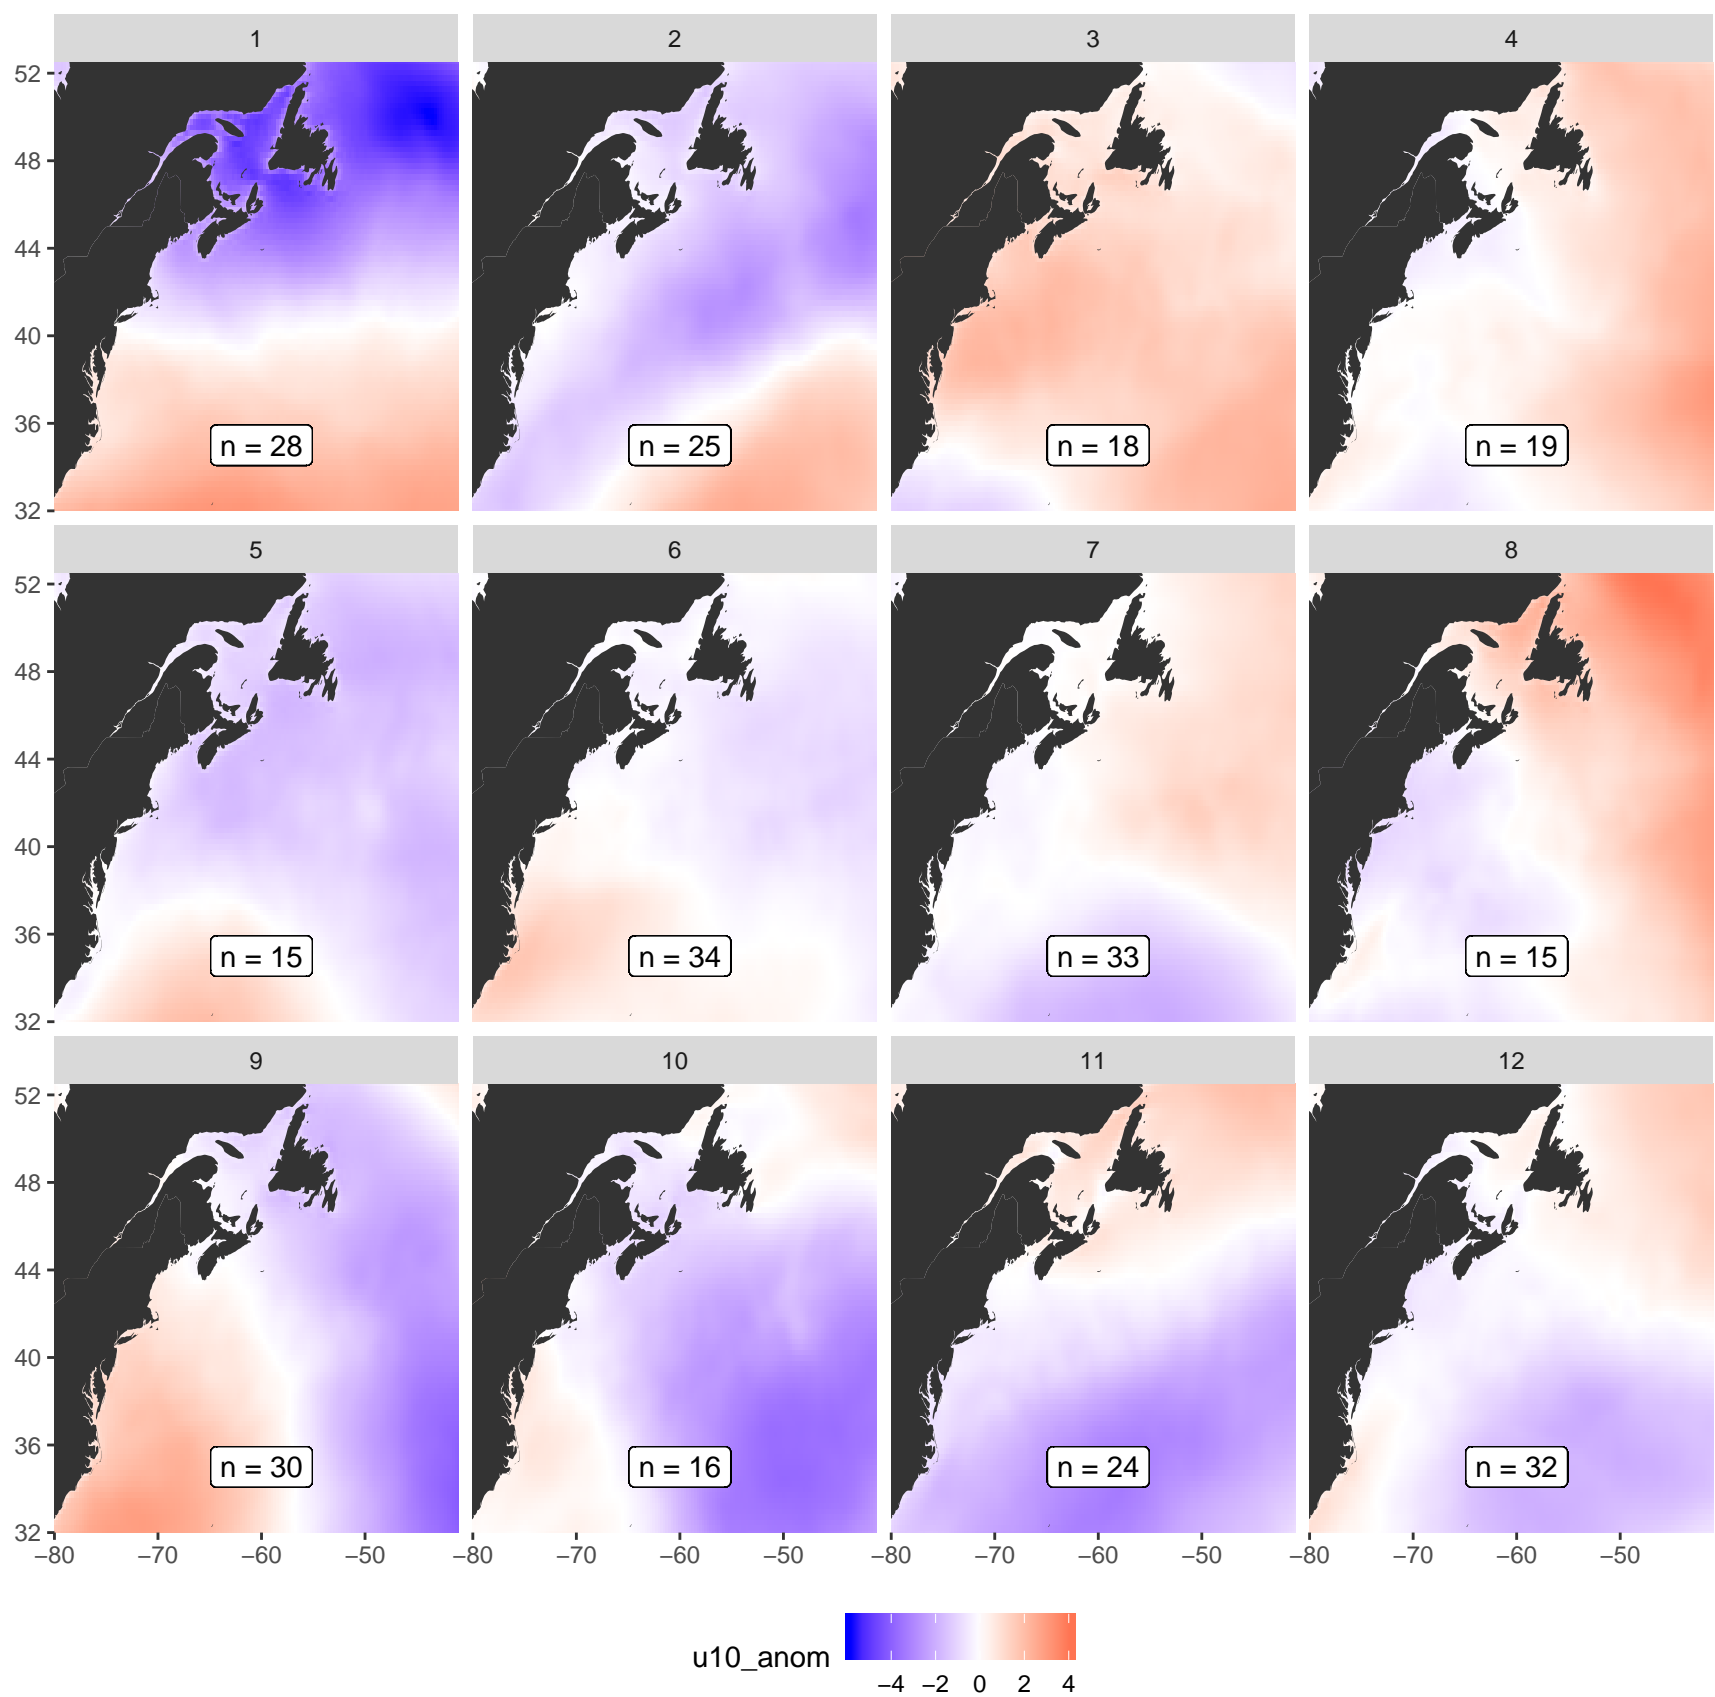 1 2 3 4
52
48
44
40
36
32
n = 28 n = 25 n = 18 n = 19
5 6 7 8
52
48
44
40
36
32
n = 15 n = 34 n = 33 n = 15
9 10 11 12
52
48
44
40
36
32
n = 30 n = 16 n = 24 n = 32
−80 −70 −60 −50 −80 −70 −60 −50 −80 −70 −60 −50 −80 −70 −60 −50
u10_anom
−4 −2 0 2 4